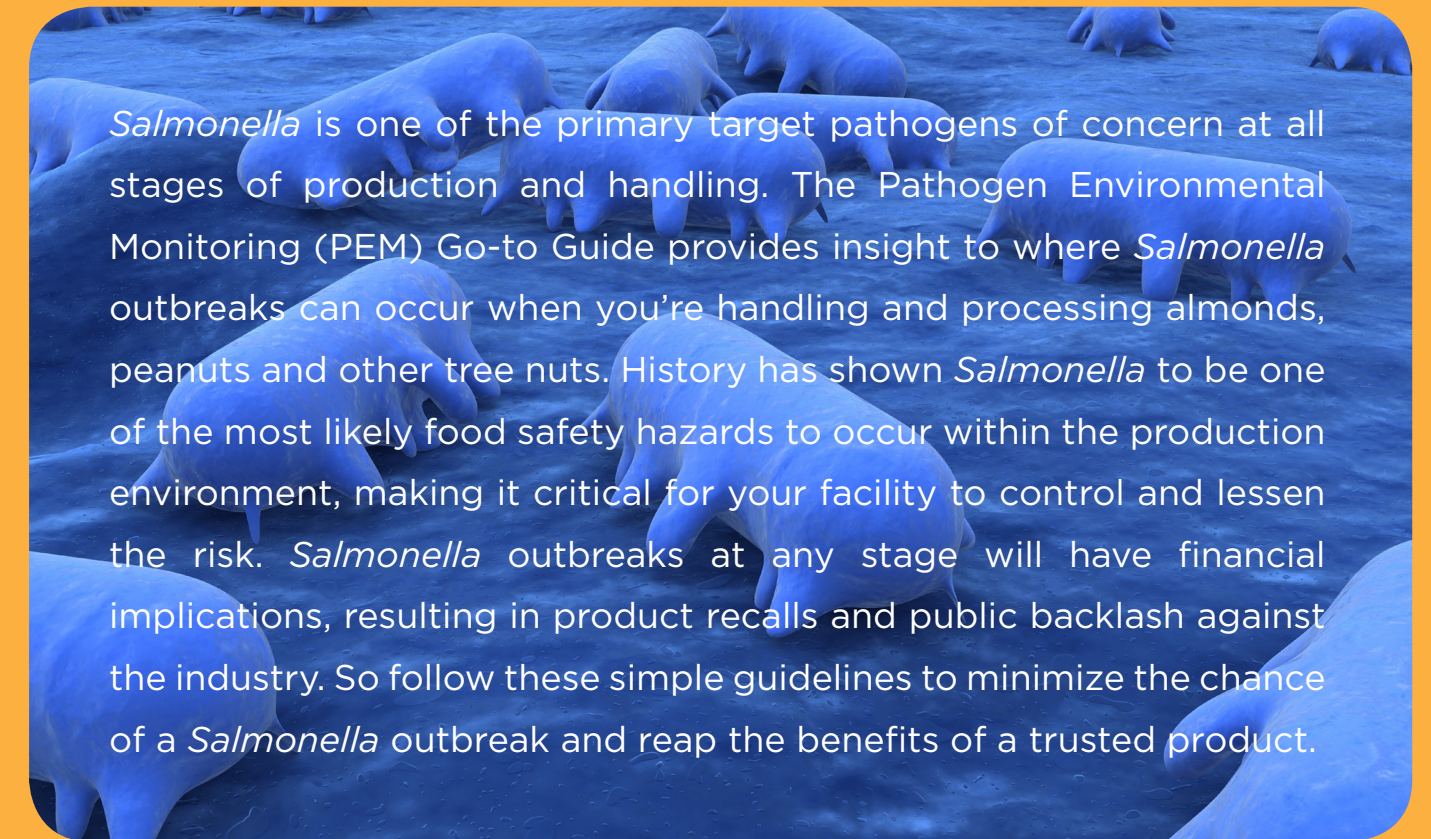 Salmonella is one of the primary target pathogens of concern at all
stages of production and handling. The Pathogen Environmental
Monitoring (PEM) Go-to Guide provides insight to where Salmonella
outbreaks can occur when you’re handling and processing almonds,
peanuts and other tree nuts. History has shown Salmonella to be one
of the most likely food safety hazards to occur within the production
environment, making it critical for your facility to control and lessen
the risk. Salmonella outbreaks at any stage will have financial
implications, resulting in product recalls and public backlash against
the industry. So follow these simple guidelines to minimize the chance
of a Salmonella outbreak and reap the benefits of a trusted product.